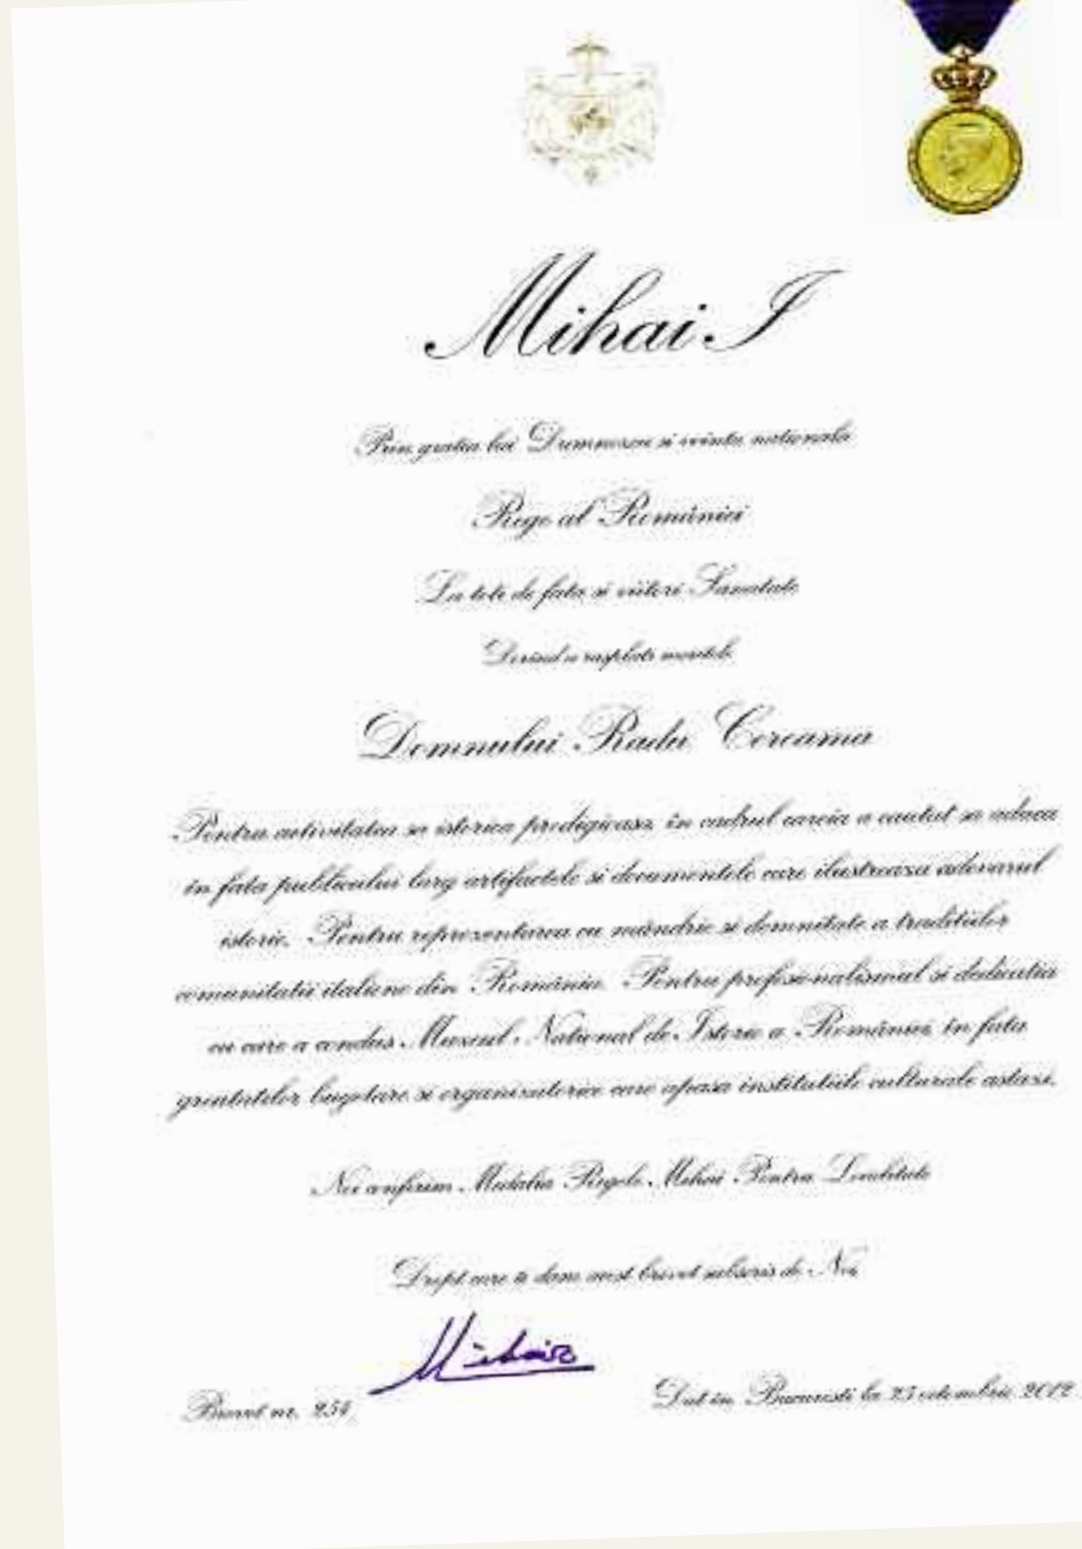 Mihai I
Prin gratia lui Dumnezeu si vointa nationala
Rege al României
La toti de fata si viitori Sanatate
Dorind a rasplati meritele
Domnului Radu Coroama
Pentru activitatea sa istorica prodigioasa, in cadrul careia a cautat sa aduca
in fata publicului larg artifactele si documentele care ilustreaza adevarul
istoric. Pentru reprezentarea cu mândrie si demnitate a traditiilor
comunitatii italiene din România. Pentru profesionalismul si dedicatia
cu care a condus Muzeul National de Istorie a României, in fata
greutatilor bugetare si organizatorice care apasa institutiile culturale astazi.
Noi conferim Medalia Regele Mihai Pentru Loialitate
Drept care ii dam acest brevet subscris de Noi
Mihai R
Brevet nr. 254
Dat in Bucuresti la 25 octombrie 2012